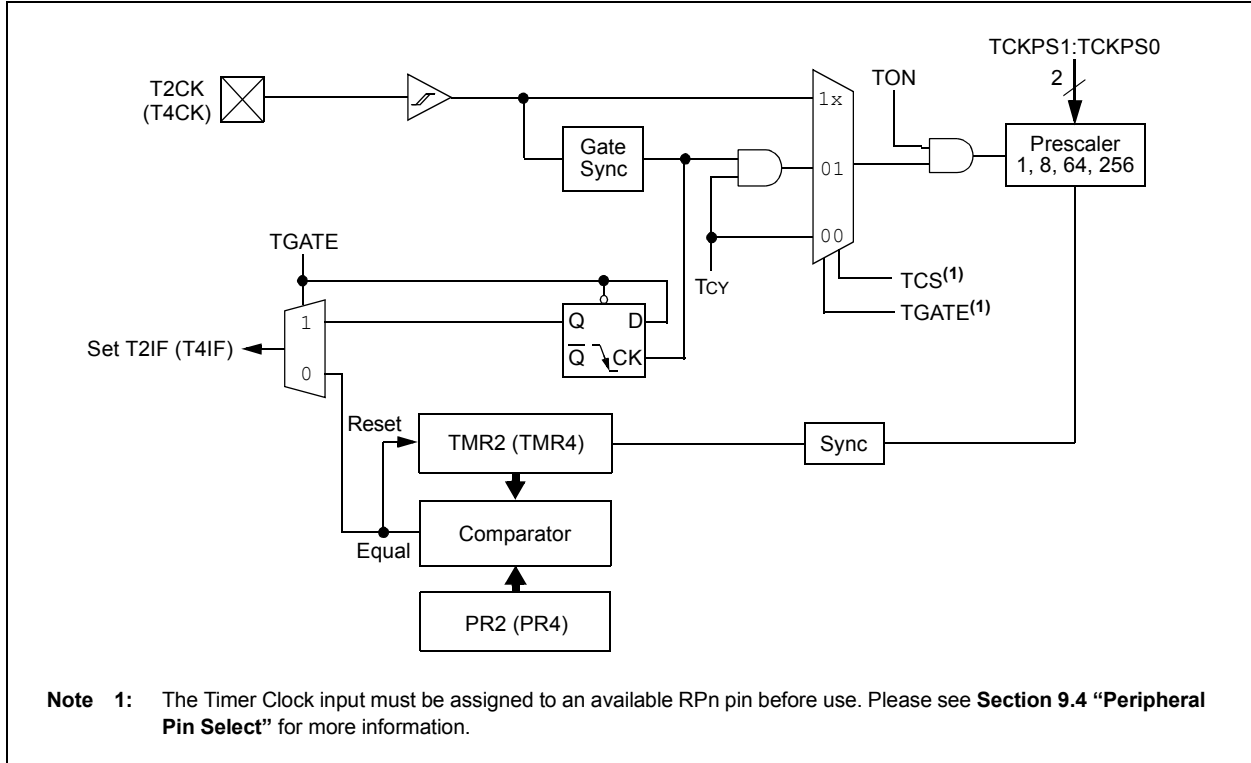 TCKPS1:TCKPS0
2
TON
T2CK
(T4CK)
1x
Prescaler
1, 8, 64, 256
Gate
Sync
01
00
TGATE
TCY
TCS(1)
TGATE(1)
1
Q
D
Set T2IF (T4IF)
Q
CK
0
Reset
TMR2 (TMR4)
Sync
Comparator
Equal
PR2 (PR4)
Note 1: The Timer Clock input must be assigned to an available RPn pin before use. Please see Section 9.4 “Peripheral
Pin Select” for more information.